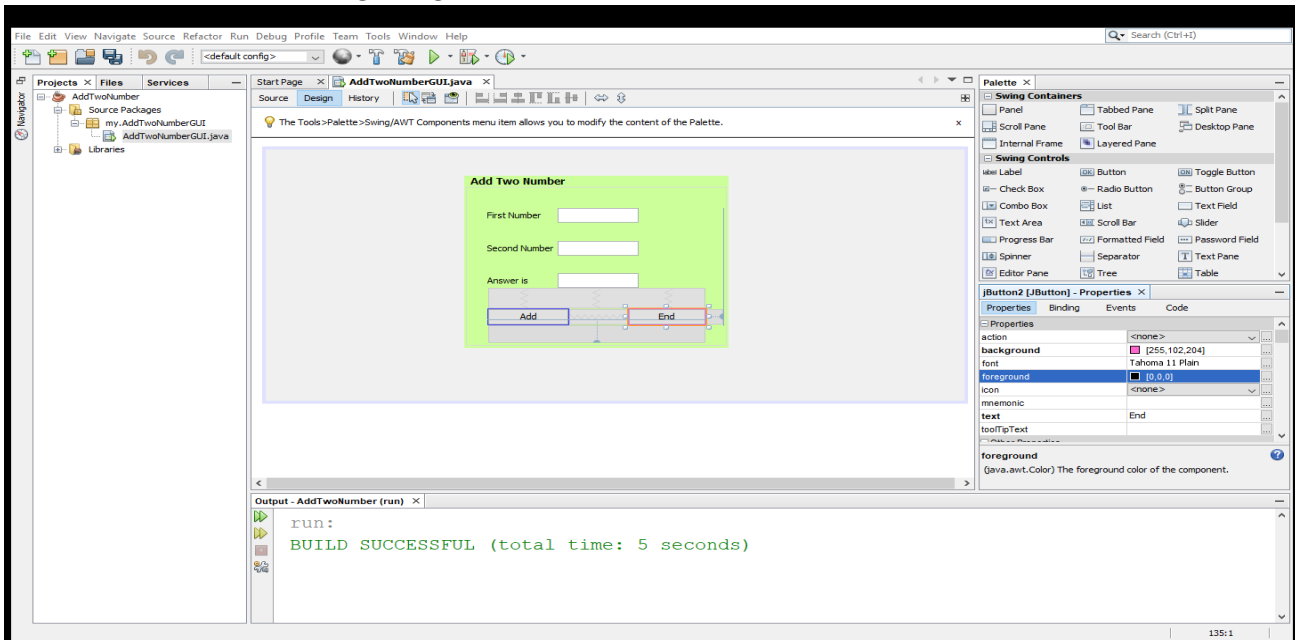 File Edit View Navigate Source Refactor Run Debug Profile Team Tools Window Help
Search (Ctrl+I)
<default config>
Projects Files Services
Navigator
AddTwoNumber
Source Packages
my.AddTwoNumberGUI
AddTwoNumberGUI.java
Libraries
Start Page AddTwoNumberGUI.java
Source Design History
The Tools>Palette>Swing/AWT Components menu item allows you to modify the content of the Palette.
Add Two Number
First Number
Second Number
Answer is
Add End
Palette
Swing Containers
Panel Tabbed Pane Split Pane
Scroll Pane Tool Bar Desktop Pane
Internal Frame Layered Pane
Swing Controls
label Label OK Button ON Toggle Button
Check Box Radio Button Button Group
Combo Box List Text Field
Text Area Scroll Bar Slider
Progress Bar Formatted Field Password Field
Spinner Separator T Text Pane
Editor Pane Tree Table
jButton2 [JButton] - Properties
Properties Binding Events Code
Properties
action <none> ...
background [255,102,204] ...
font Tahoma 11 Plain ...
foreground [0,0,0] ...
icon <none> ...
mnemonic ...
text End ...
toolTipText ...
Other Properties
foreground
(java.awt.Color) The foreground color of the component.
Output - AddTwoNumber (run)
run:
BUILD SUCCESSFUL (total time: 5 seconds)
135:1